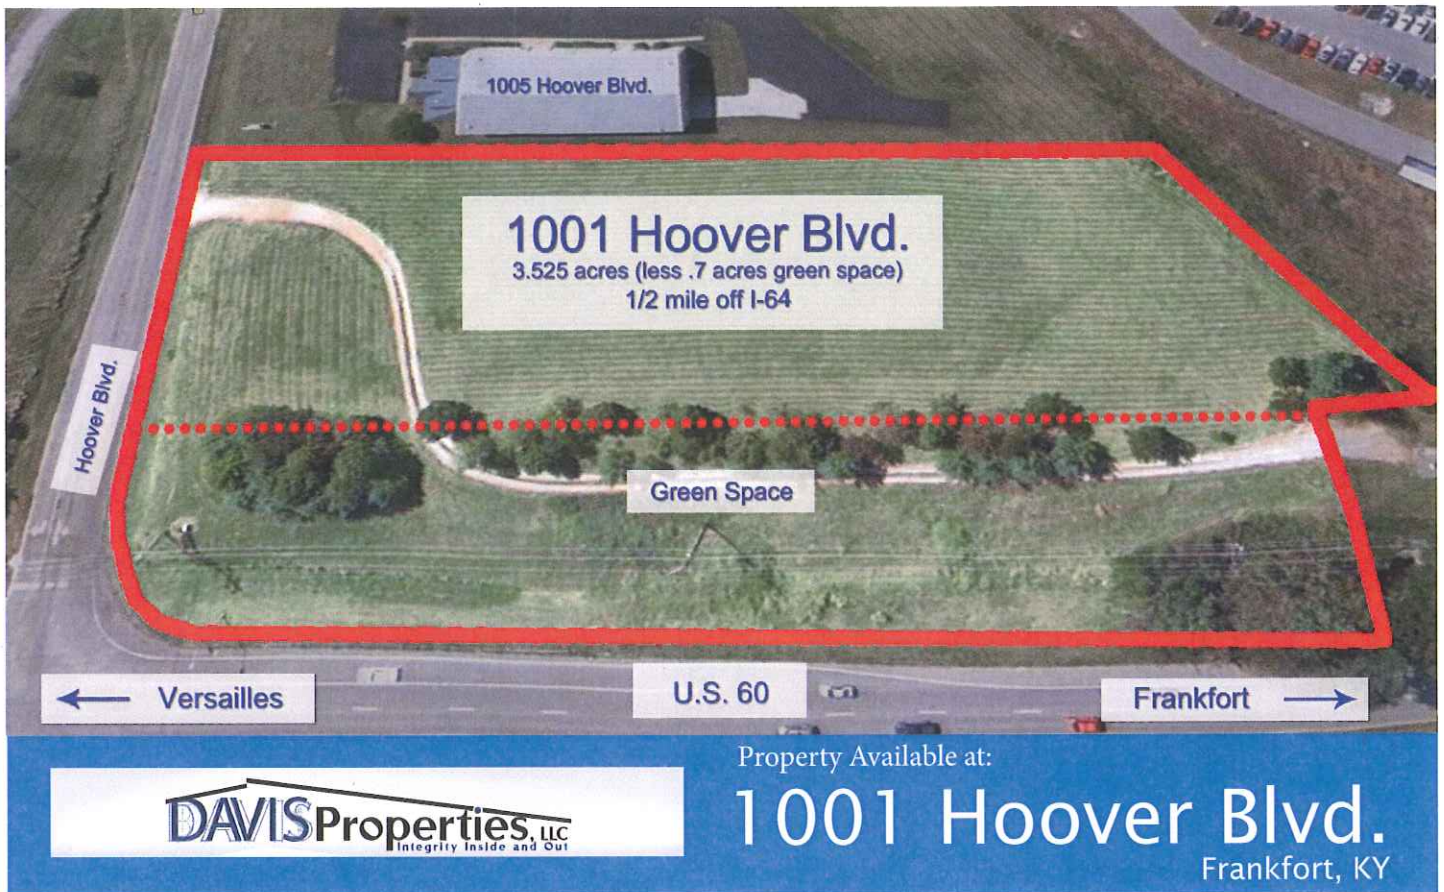 1005 Hoover Blvd.
1001 Hoover Blvd.
3.525 acres (less .7 acres green space)
1/2 mile off I-64
Hoover Blvd.
Green Space
Versailles
U.S. 60
Frankfort
DAVIS Properties, LLC
Integrity Inside and Out
Property Available at:
1001 Hoover Blvd.
Frankfort, KY